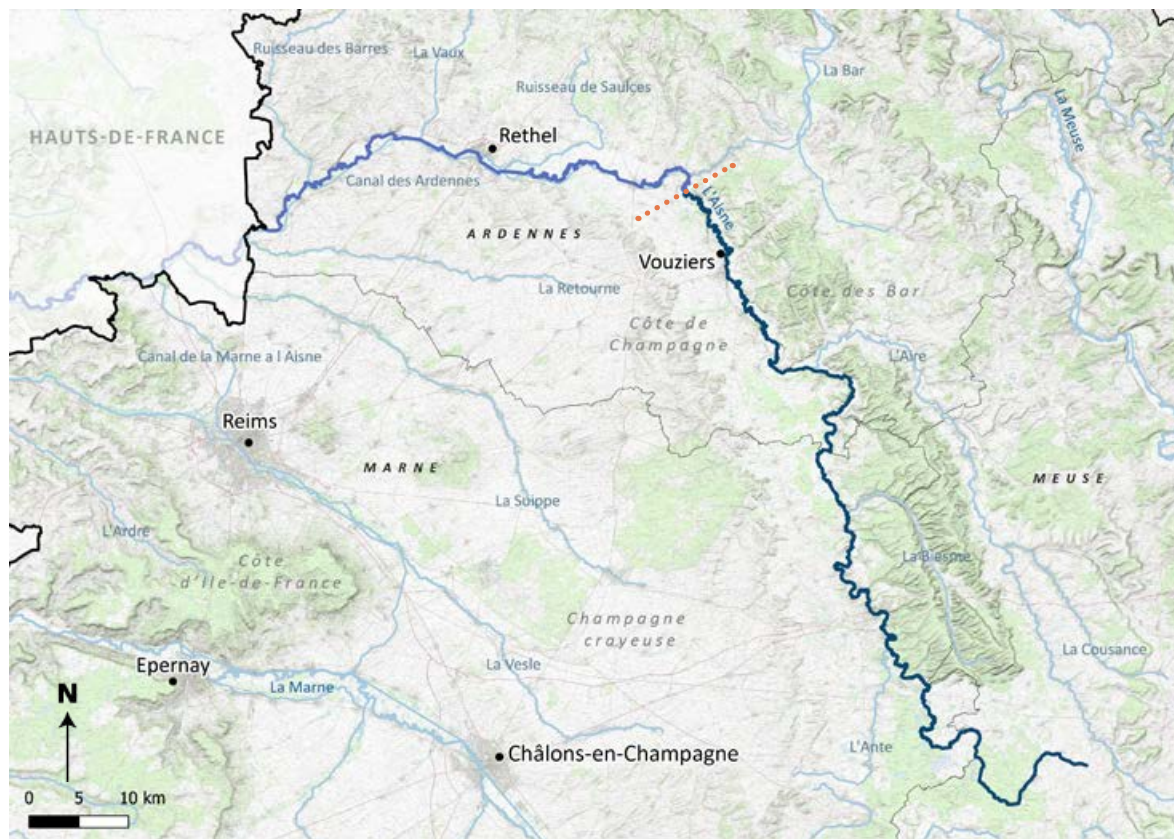 Ruisseau des Barres
La Vaux
La Bar
Ruisseau de Saulces
La Meuse
HAUTS-DE-FRANCE
Rethel
Canal des Ardennes
L'Aisne
ARDENNES
Vouziers
La Retourne
Côte des Bar
Côte de
Champagne
Canal de la Marne a l Aisne
L'Aire
Reims
MARNE
MEUSE
La Suippe
L'Ardre
La Biesme
Côte
d'Ile-de-France
Champagne
crayeuse
La Cousance
Epernay
La Vesle
La Marne
N
Châlons-en-Champagne
L'Ante
0 5 10 km